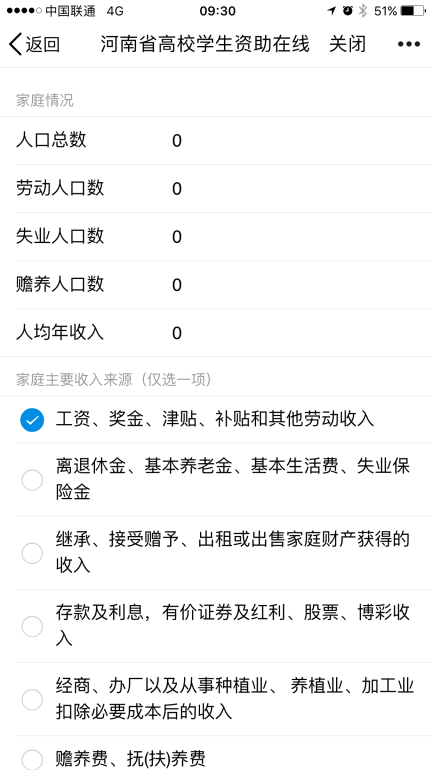 中国联通 4G 09:30 51%
返回 河南省高校学生资助在线 关闭
家庭情况
人口总数 0
劳动人口数 0
失业人口数 0
赡养人口数 0
人均年收入 0
家庭主要收入来源（仅选一项）
工资、奖金、津贴、补贴和其他劳动收入
离退休金、基本养老金、基本生活费、失业保
险金
继承、接受赠予、出租或出售家庭财产获得的
收入
存款及利息，有价证券及红利、股票、博彩收
入
经商、办厂以及从事种植业、 养植业、加工业
扣除必要成本后的收入
赡养费、抚(扶)养费